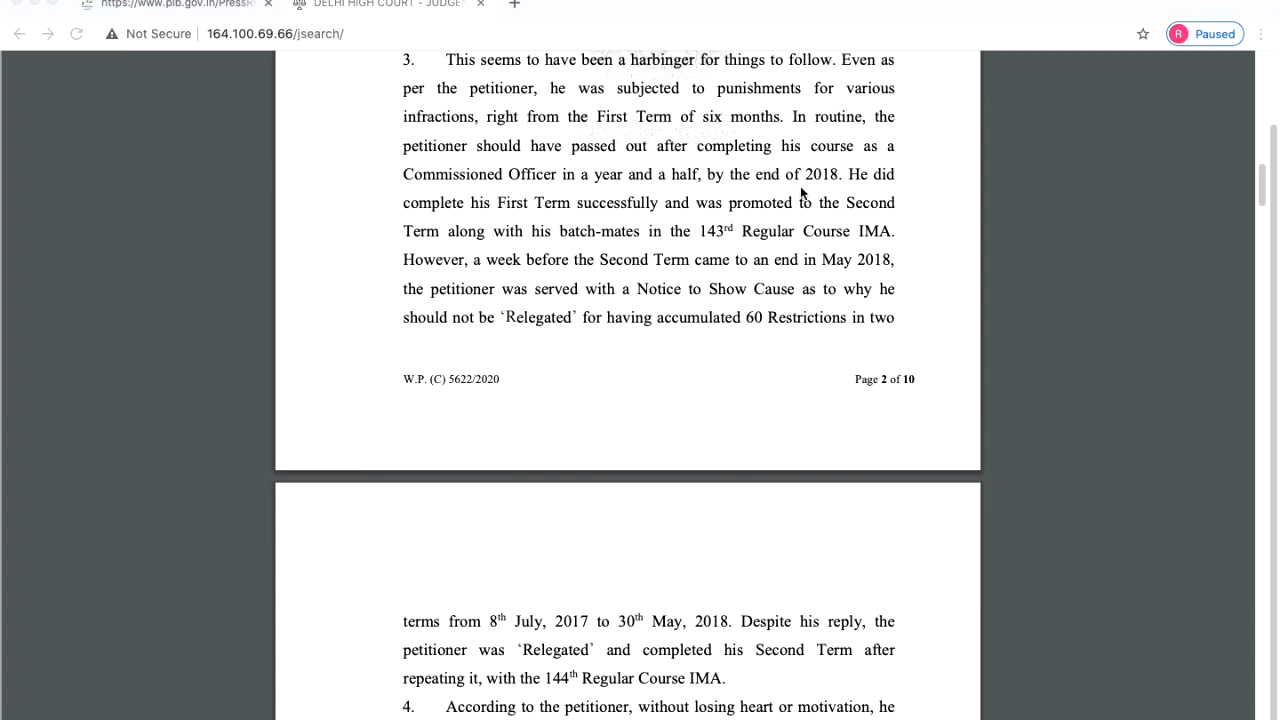 https://www.pib.gov.in/PressR
DELHI HIGH COURT - JUDGE
Not Secure 164.100.69.66/jsearch/
R Paused
3. This seems to have been a harbinger for things to follow. Even as
per the petitioner, he was subjected to punishments for various
infractions, right from the First Term of six months. In routine, the
petitioner should have passed out after completing his course as a
Commissioned Officer in a year and a half, by the end of 2018. He did
complete his First Term successfully and was promoted to the Second
Term along with his batch-mates in the 143rd Regular Course IMA.
However, a week before the Second Term came to an end in May 2018,
the petitioner was served with a Notice to Show Cause as to why he
should not be ‘Relegated’ for having accumulated 60 Restrictions in two
W.P. (C) 5622/2020 Page 2 of 10
terms from 8th July, 2017 to 30th May, 2018. Despite his reply, the
petitioner was ‘Relegated’ and completed his Second Term after
repeating it, with the 144th Regular Course IMA.
4. According to the petitioner, without losing heart or motivation, he